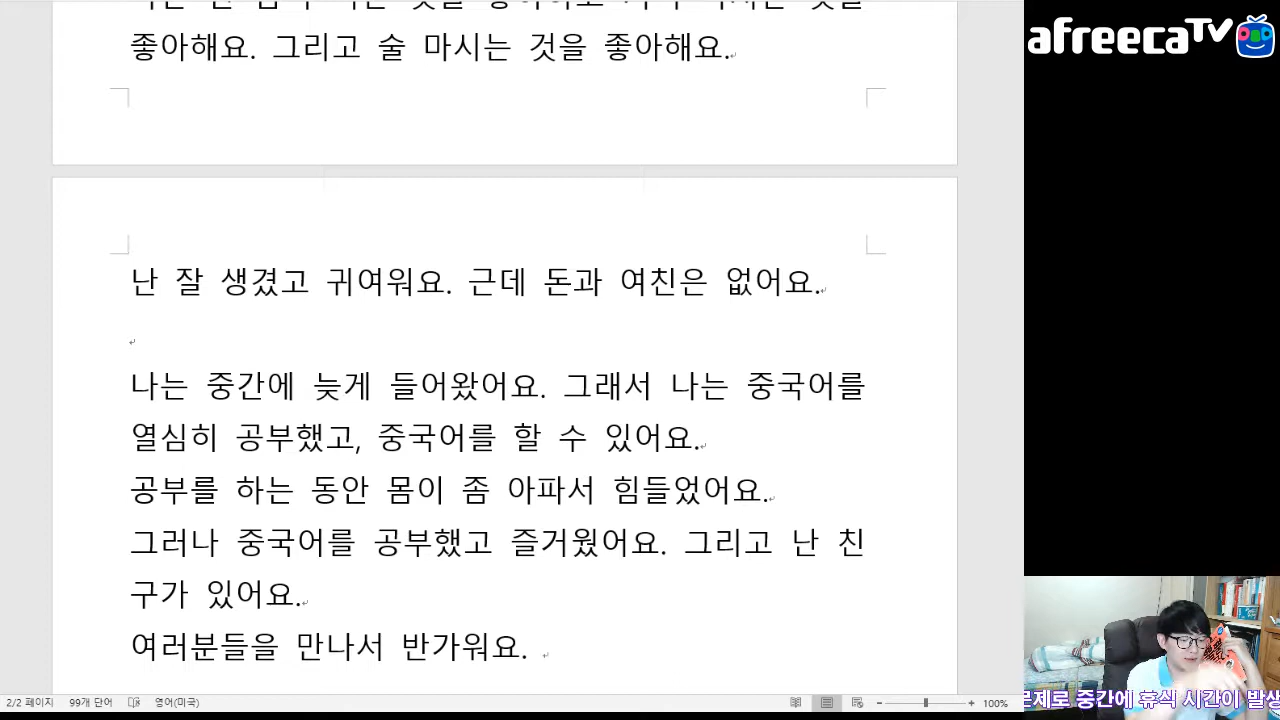 좋아해요. 그리고 술 마시는 것을 좋아해요.
난 잘 생겼고 귀여워요. 근데 돈과 여친은 없어요.
나는 중간에 늦게 들어왔어요. 그래서 나는 중국어를
열심히 공부했고, 중국어를 할 수 있어요.
공부를 하는 동안 몸이 좀 아파서 힘들었어요.
그러나 중국어를 공부했고 즐거웠어요. 그리고 난 친
구가 있어요.
여러분들을 만나서 반가워요.
2/2 페이지 99개 단어 영어(미국) 100%
afreecaTV
문제로 중간에 휴식 시간이 발생